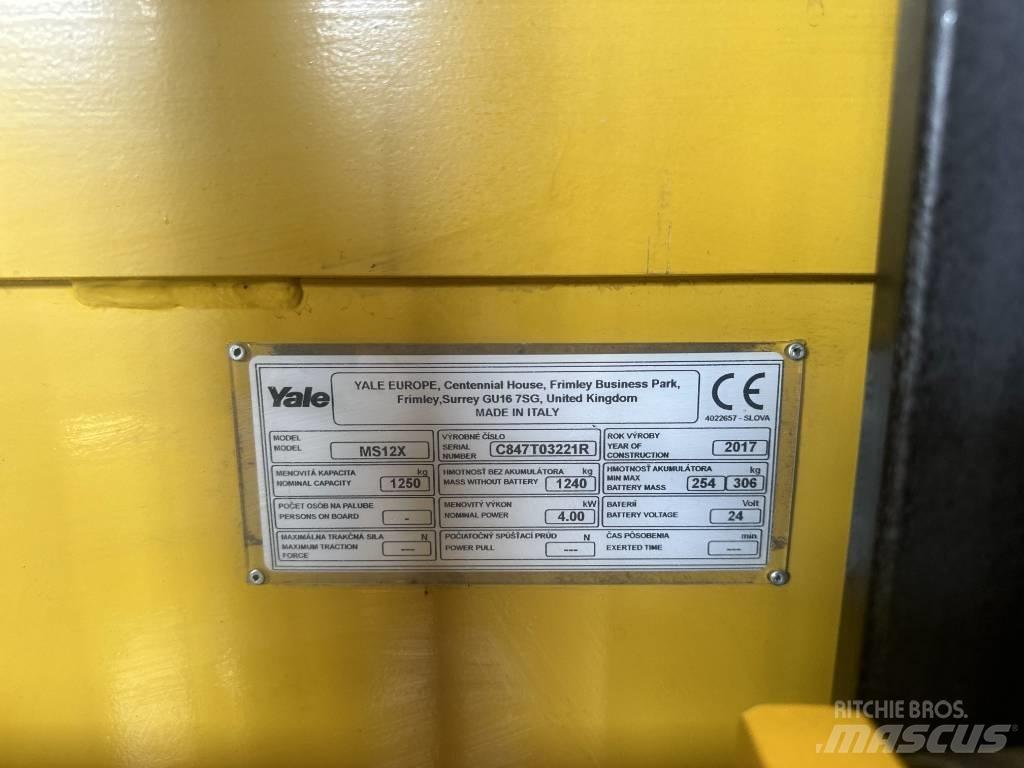 Yale
YALE EUROPE, Centennial House, Frimley Business Park,
Frimley,Surrey GU16 7SG, United Kingdom
MADE IN ITALY
CE
4022657 - SLOVA
MODEL
MODEL
MS12X
VÝROBNÉ ČÍSLO
SERIAL
NUMBER
C847T03221R
ROK VÝROBY
YEAR OF
CONSTRUCTION
2017
MENOVITÁ KAPACITA kg
NOMINAL CAPACITY 1250
HMOTNOSŤ BEZ AKUMULÁTORA kg
MASS WITHOUT BATTERY 1240
HMOTNOSŤ AKUMULÁTORA kg
MIN MAX
BATTERY MASS 254 306
POČET OSÔB NA PALUBE
PERSONS ON BOARD -
MENOVITÝ VÝKON kW
NOMINAL POWER 4.00
BATERIÍ Volt
BATTERY VOLTAGE 24
MAXIMÁLNA TRAKČNÁ SILA N
MAXIMUM TRACTION
FORCE ---
POČIATOČNÝ SPÚŠŤACÍ PRÚD N
POWER PULL ---
ČAS PÔSOBENIA min
EXERTED TIME ---
RITCHIE BROS.
MASCUS